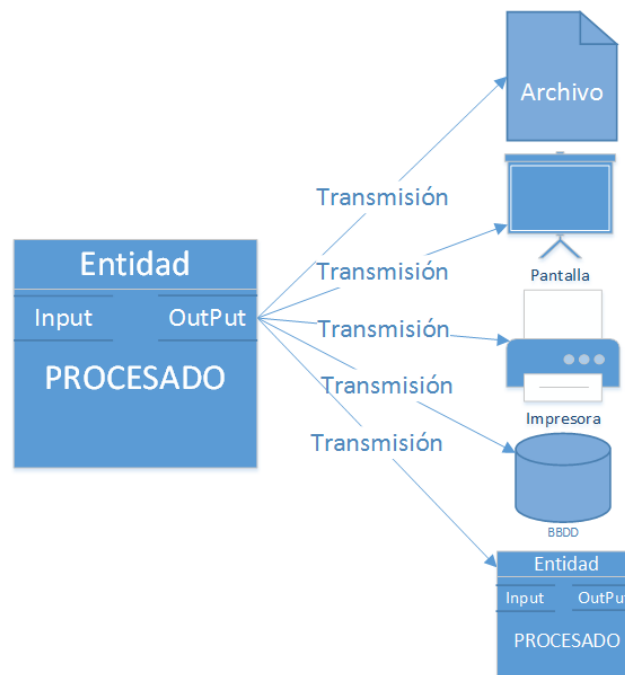 Archivo
Transmisión
Entidad
Transmisión
Pantalla
Input
OutPut
Transmisión
PROCESADO
Transmisión
Impresora
Transmisión
BBDD
Entidad
Input
OutPut
PROCESADO